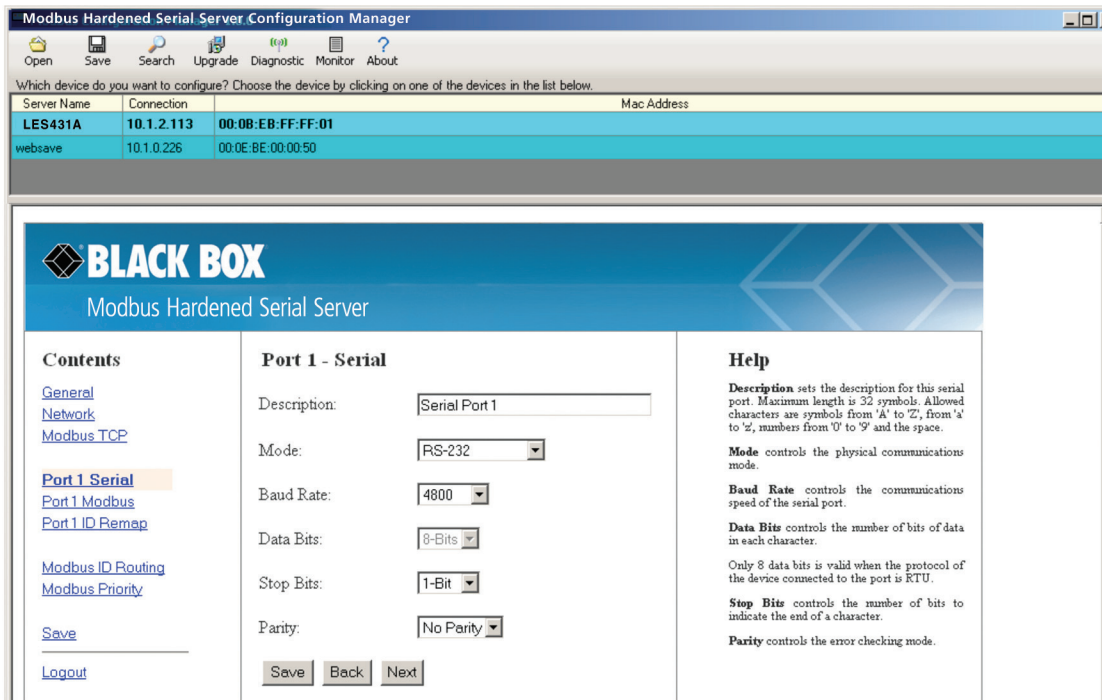 Modbus Hardened Serial Server Configuration Manager
Open Save Search Upgrade Diagnostic Monitor About
Which device do you want to configure? Choose the device by clicking on one of the devices in the list below.
Server Name Connection Mac Address
LES431A 10.1.2.113 00:0B:EB:FF:FF:01
websave 10.1.0.226 00:0E:BE:00:00:50
BLACK BOX
Modbus Hardened Serial Server
Contents
General
Network
Modbus TCP
Port 1 Serial
Port 1 Modbus
Port 1 ID Remap
Modbus ID Routing
Modbus Priority
Save
Logout
Port 1 - Serial
Description: Serial Port 1
Mode: RS-232
Baud Rate: 4800
Data Bits: 8-Bits
Stop Bits: 1-Bit
Parity: No Parity
Save Back Next
Help
Description sets the description for this serial
port. Maximum length is 32 symbols. Allowed
characters are symbols from 'A' to 'Z', from 'a'
to 'z', numbers from '0' to '9' and the space.
Mode controls the physical communications
mode.
Baud Rate controls the communications
speed of the serial port.
Data Bits controls the number of bits of data
in each character.
Only 8 data bits is valid when the protocol of
the device connected to the port is RTU.
Stop Bits controls the number of bits to
indicate the end of a character.
Parity controls the error checking mode.